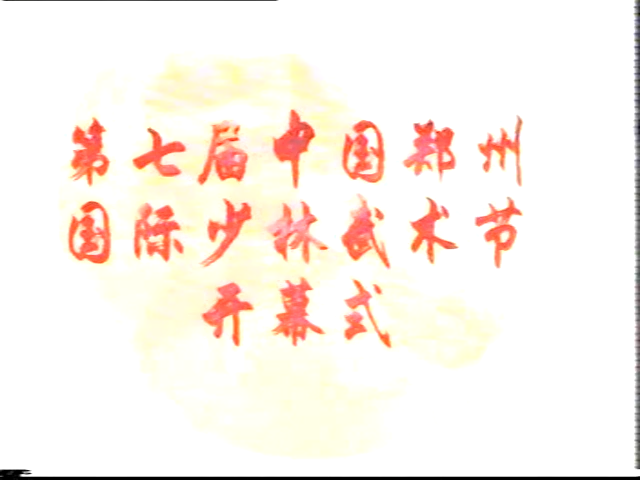 第七届中国郑州
国际少林武术节
开幕式